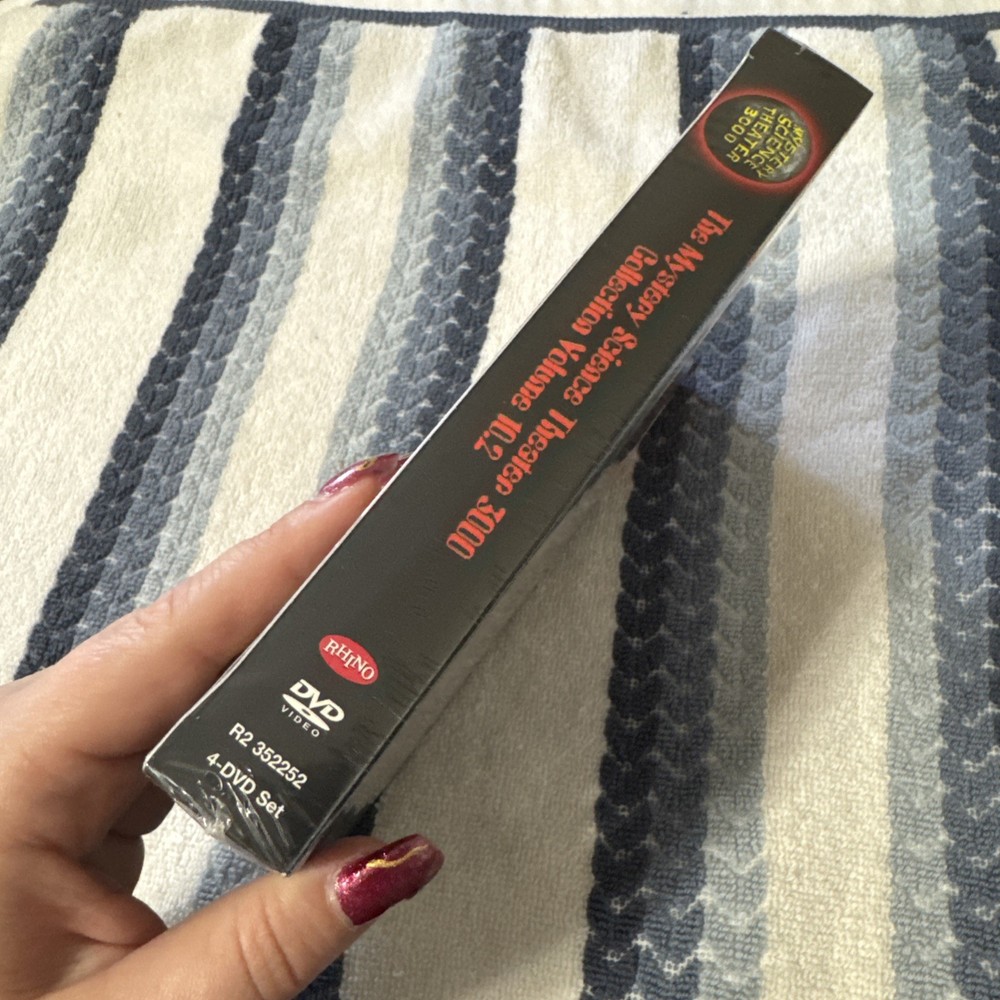 MYSTERY
SCIENCE
THEATER
3000
The Mystery Science Theater 3000
Collection Volume 10.2
RHINO
DVD
VIDEO
R2 352252
4-DVD Set